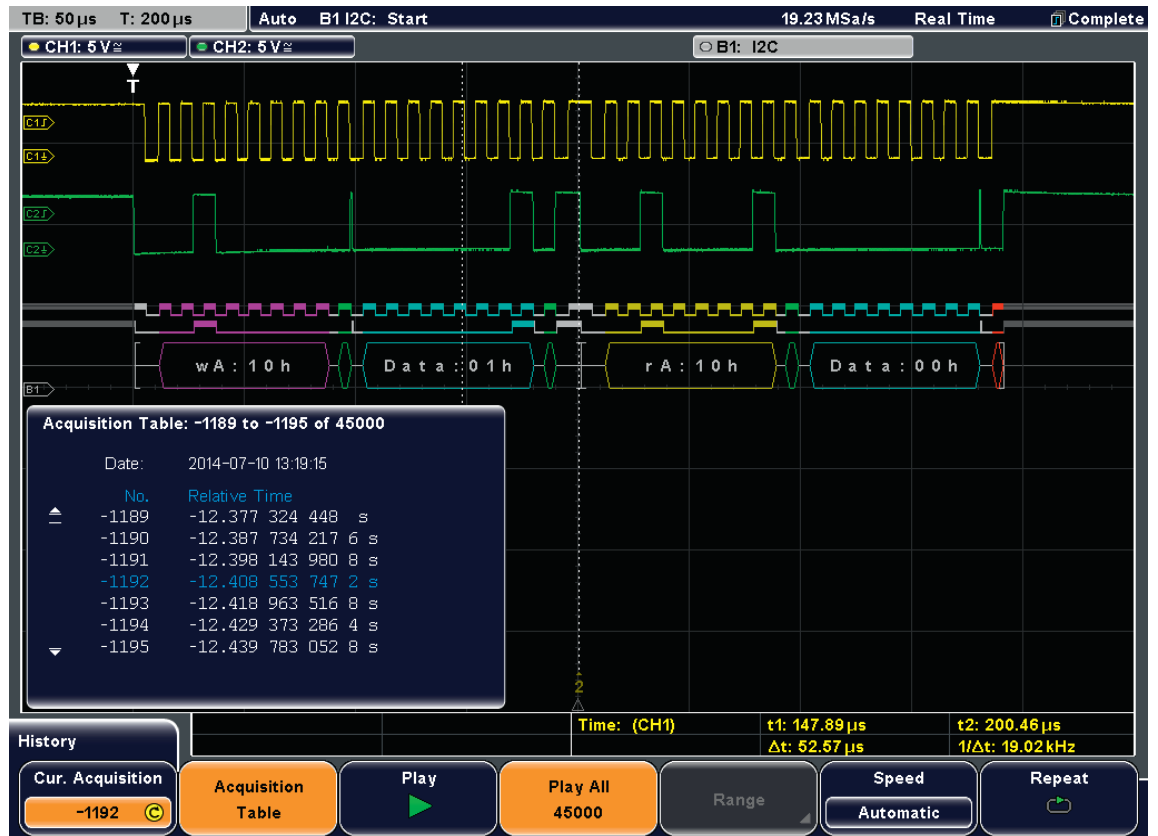 TB: 50 µs T: 200 µs Auto B1 I2C: Start 19.23 MSa/s Real Time Complete
CH1: 5 V CH2: 5 V B1: I2C
T
C1
C1
C2
C2
wA:10h Data:01h rA:10h Data:00h
B1
Acquisition Table: -1189 to -1195 of 45000
Date: 2014-07-10 13:19:15
No. Relative Time
-1189 -12.377 324 448 s
-1190 -12.387 734 217 6 s
-1191 -12.398 143 980 8 s
-1192 -12.408 553 747 2 s
-1193 -12.418 963 516 8 s
-1194 -12.429 373 286 4 s
-1195 -12.439 783 052 8 s
2
Time: (CH1) t1: 147.89 µs t2: 200.46 µs
Δt: 52.57 µs 1/Δt: 19.02 kHz
History
Cur. Acquisition
-1192
Acquisition
Table
Play
Play All
45000
Range
Speed
Automatic
Repeat